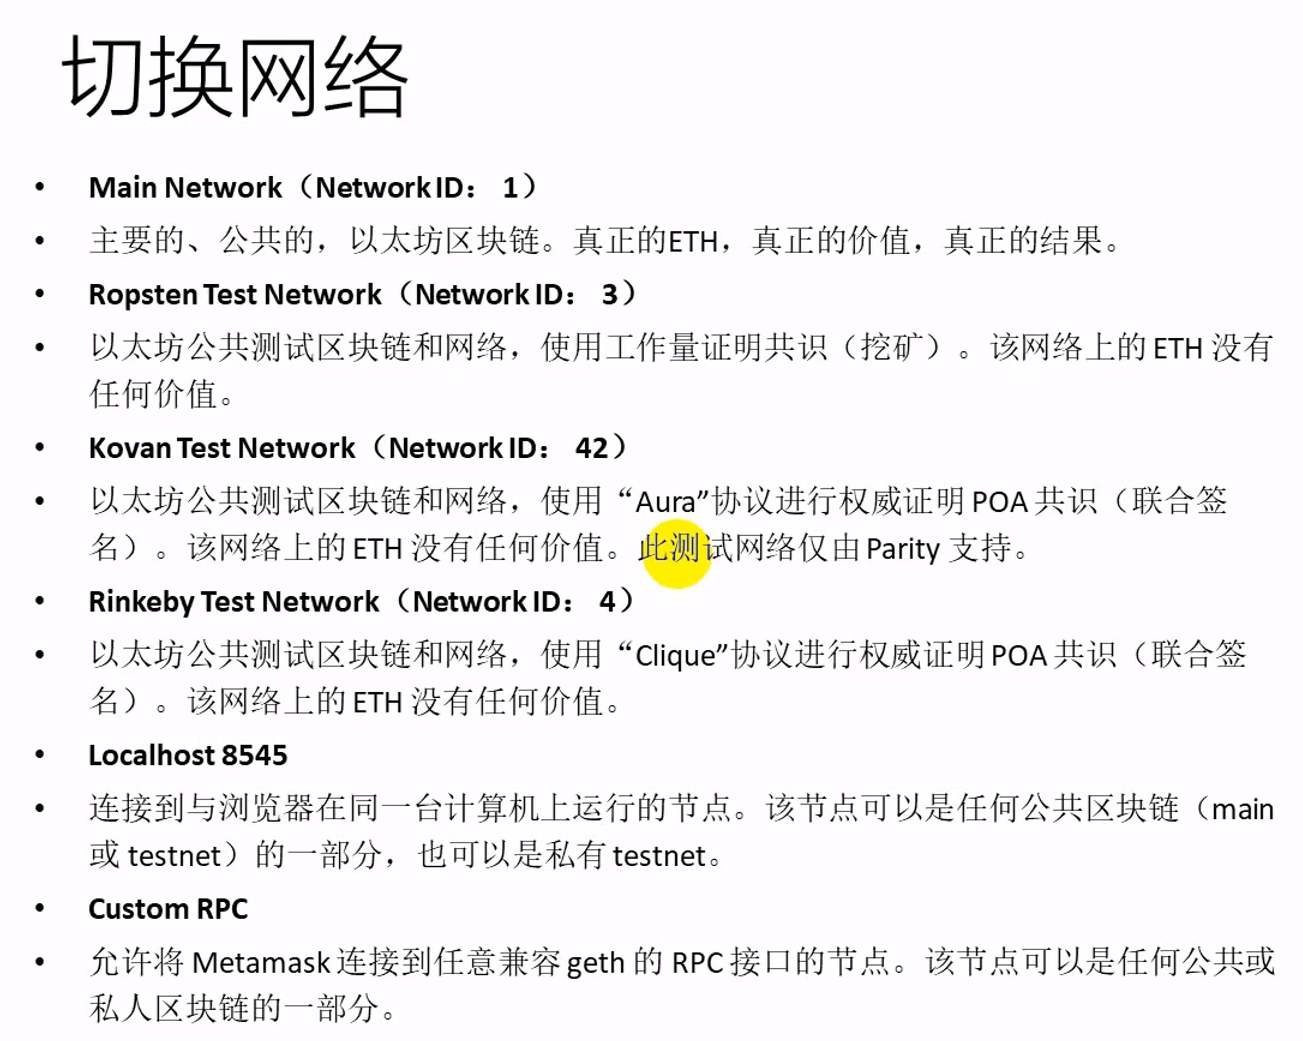 切换网络
• Main Network（Network ID： 1）
• 主要的、公共的，以太坊区块链。真正的ETH，真正的价值，真正的结果。
• Ropsten Test Network（Network ID： 3）
• 以太坊公共测试区块链和网络，使用工作量证明共识（挖矿）。该网络上的 ETH 没有
任何价值。
• Kovan Test Network（Network ID： 42）
• 以太坊公共测试区块链和网络，使用“Aura”协议进行权威证明 POA 共识（联合签
名）。该网络上的 ETH 没有任何价值。此测试网络仅由 Parity 支持。
• Rinkeby Test Network（Network ID： 4）
• 以太坊公共测试区块链和网络，使用“Clique”协议进行权威证明 POA 共识（联合签
名）。该网络上的 ETH 没有任何价值。
• Localhost 8545
• 连接到与浏览器在同一台计算机上运行的节点。该节点可以是任何公共区块链（main
或 testnet）的一部分，也可以是私有 testnet。
• Custom RPC
• 允许将 Metamask 连接到任意兼容 geth 的 RPC 接口的节点。该节点可以是任何公共或
私人区块链的一部分。